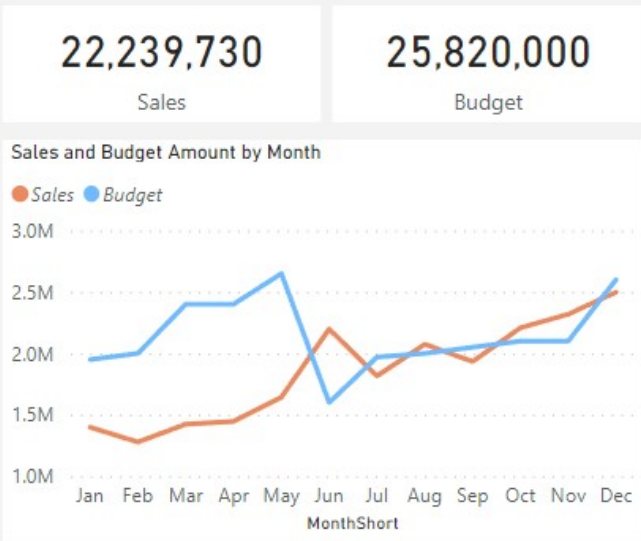 22,239,730
Sales
25,820,000
Budget
Sales and Budget Amount by Month
Sales Budget
3.0M
2.5M
2.0M
1.5M
1.0M
Jan Feb Mar Apr May Jun Jul Aug Sep Oct Nov Dec
MonthShort